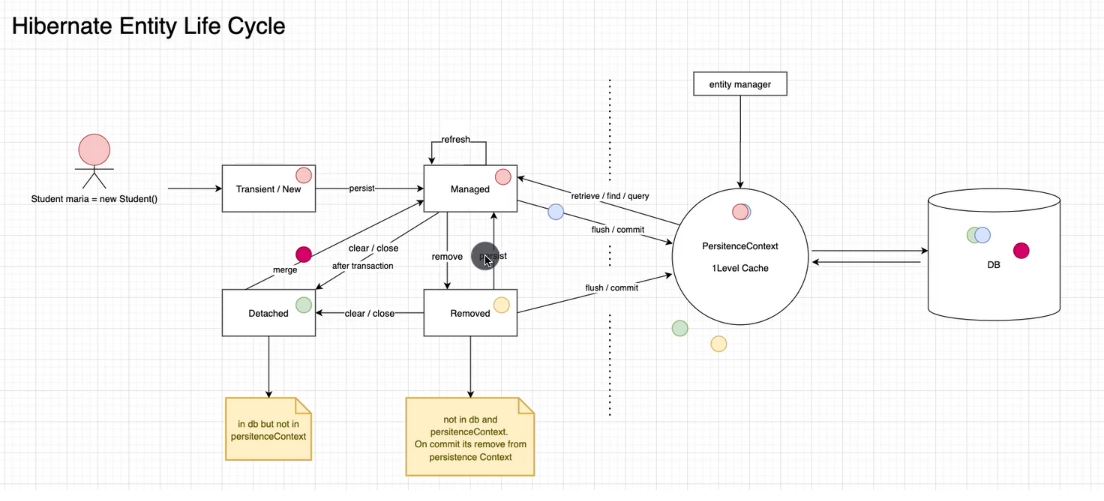 Hibernate Entity Life Cycle
entity manager
refresh
Student maria = new Student()
Transient / New
persist
Managed
retrieve / find / query
flush / commit
PersitenceContext
1Level Cache
DB
clear / close
after transaction
remove
persist
merge
Detached
clear / close
Removed
flush / commit
in db but not in
persitenceContext
not in db and
persitenceContext.
On commit its remove from
persistence Context